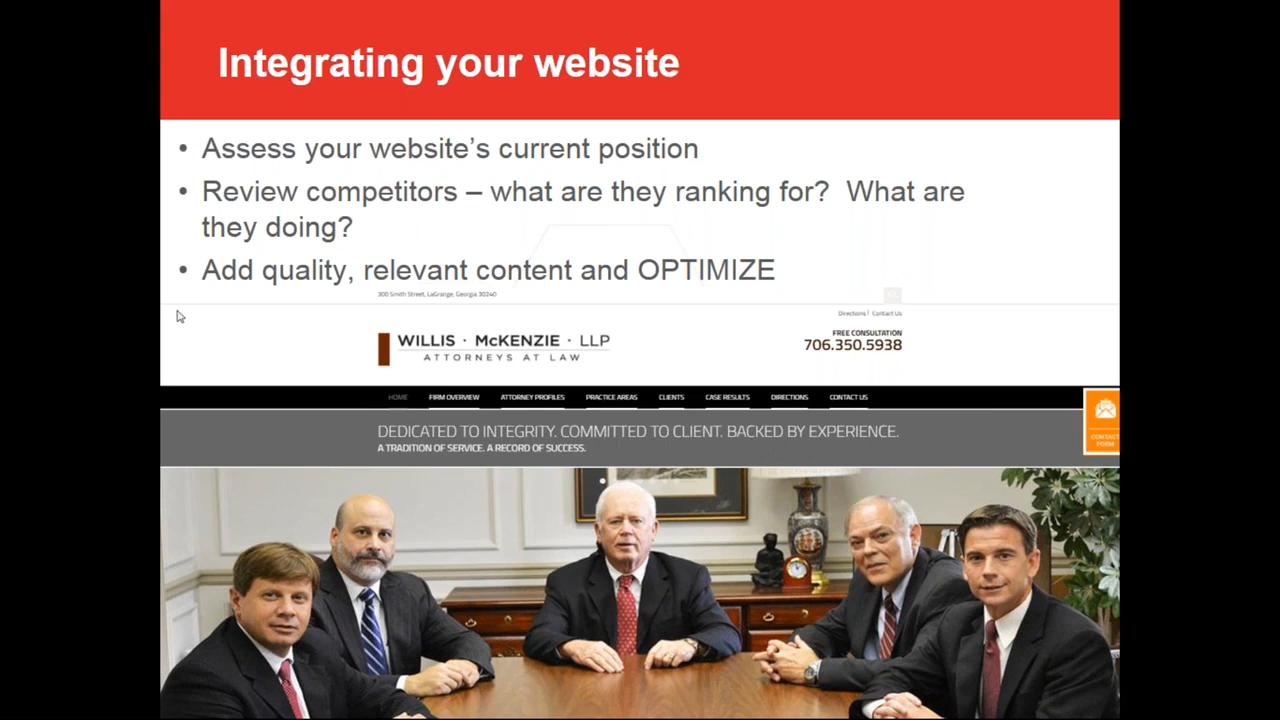 Integrating your website
• Assess your website's current position
• Review competitors – what are they ranking for?  What are
they doing?
• Add quality, relevant content and OPTIMIZE
300 Smith Street, LaGrange, Georgia 30240
Directions | Contact Us
WILLIS · McKENZIE · LLP
ATTORNEYS AT LAW
FREE CONSULTATION
706.350.5938
HOME FIRM OVERVIEW ATTORNEY PROFILES PRACTICE AREAS CLIENTS CASE RESULTS DIRECTIONS CONTACT US
CONTACT
FORM
DEDICATED TO INTEGRITY. COMMITTED TO CLIENT. BACKED BY EXPERIENCE.
A TRADITION OF SERVICE. A RECORD OF SUCCESS.